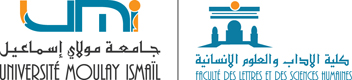 umi
جامعة مولاي إسماعيل
UNIVERSITÉ MOULAY ISMAÏL
كلية الآداب والعلوم الإنسانية
FACULTÉ DES LETTRES ET DES SCIENCES HUMAINES